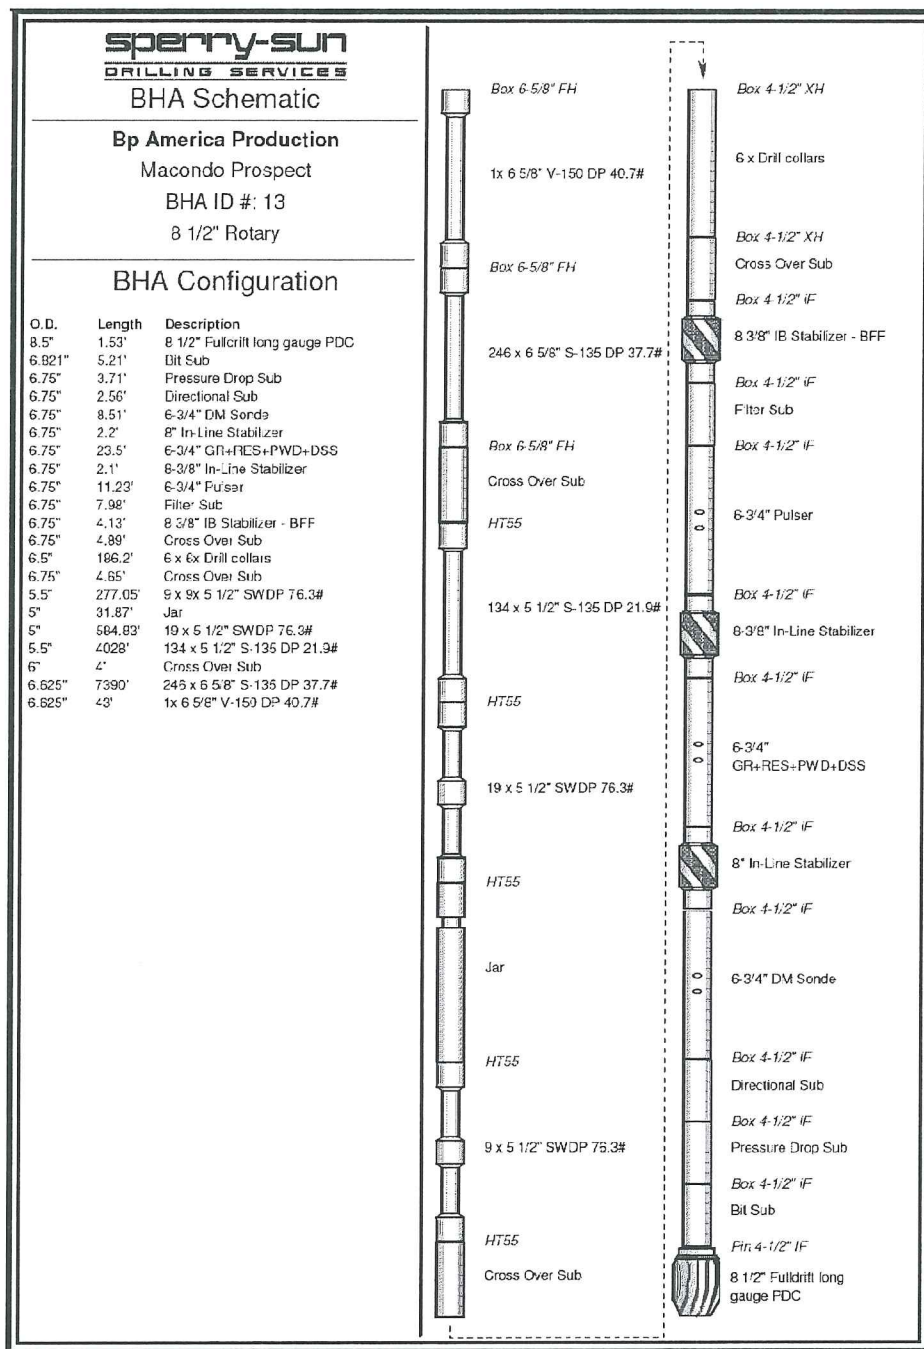 sperry-sun
DRILLING SERVICES
BHA Schematic
Bp America Production
Macondo Prospect
BHA ID #: 13
8 1/2" Rotary
BHA Configuration
O.D. Length Description
8.5" 1.53' 8 1/2" Fulldrift long gauge PDC
6.821" 5.21' Bit Sub
6.75" 3.71' Pressure Drop Sub
6.75" 2.56' Directional Sub
6.75" 8.51' 6-3/4" DM Sonde
6.75" 2.2' 8" In-Line Stabilizer
6.75" 23.5' 6-3/4" GR+RES+PWD+DSS
6.75" 2.1' 8-3/8" In-Line Stabilizer
6.75" 11.23' 6-3/4" Pulser
6.75" 7.98' Filter Sub
6.75" 4.13' 8 3/8" IB Stabilizer - BFF
6.75" 4.89' Cross Over Sub
6.5" 186.2' 6 x 6x Drill collars
6.75" 4.65' Cross Over Sub
5.5" 277.05' 9 x 9x 5 1/2" SWDP 76.3#
5" 31.87' Jar
5" 584.83' 19 x 5 1/2" SWDP 76.3#
5.5" 4028' 134 x 5 1/2" S-135 DP 21.9#
6" 4' Cross Over Sub
6.625" 7390' 246 x 6 5/8" S-135 DP 37.7#
6.625" 43' 1x 6 5/8" V-150 DP 40.7#
Box 6-5/8" FH
1x 6 5/8" V-150 DP 40.7#
Box 6-5/8" FH
246 x 6 5/8" S-135 DP 37.7#
Box 6-5/8" FH
Cross Over Sub
HT55
134 x 5 1/2" S-135 DP 21.9#
HT55
19 x 5 1/2" SWDP 76.3#
HT55
Jar
HT55
9 x 5 1/2" SWDP 76.3#
HT55
Cross Over Sub
Box 4-1/2" XH
6 x Drill collars
Box 4-1/2" XH
Cross Over Sub
Box 4-1/2" IF
8 3/8" IB Stabilizer - BFF
Box 4-1/2" IF
Filter Sub
Box 4-1/2" IF
6-3/4" Pulser
Box 4-1/2" IF
8-3/8" In-Line Stabilizer
Box 4-1/2" IF
6-3/4"
GR+RES+PWD+DSS
Box 4-1/2" IF
8" In-Line Stabilizer
Box 4-1/2" IF
6-3/4" DM Sonde
Box 4-1/2" IF
Directional Sub
Box 4-1/2" IF
Pressure Drop Sub
Box 4-1/2" IF
Bit Sub
Pin 4-1/2" IF
8 1/2" Fulldrift long
gauge PDC